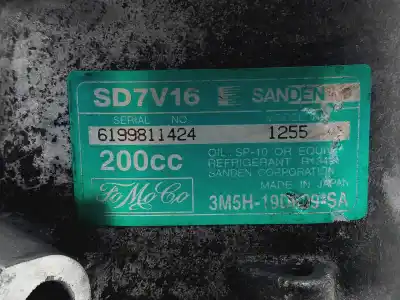 SD7V16 SANDEN
SERIAL NO
6199811424 1255
200cc OIL SP-10 OR EQUIV
REFRIGERANT R134a
SANDEN CORPORATION
MADE IN JAPAN
FoMoCo